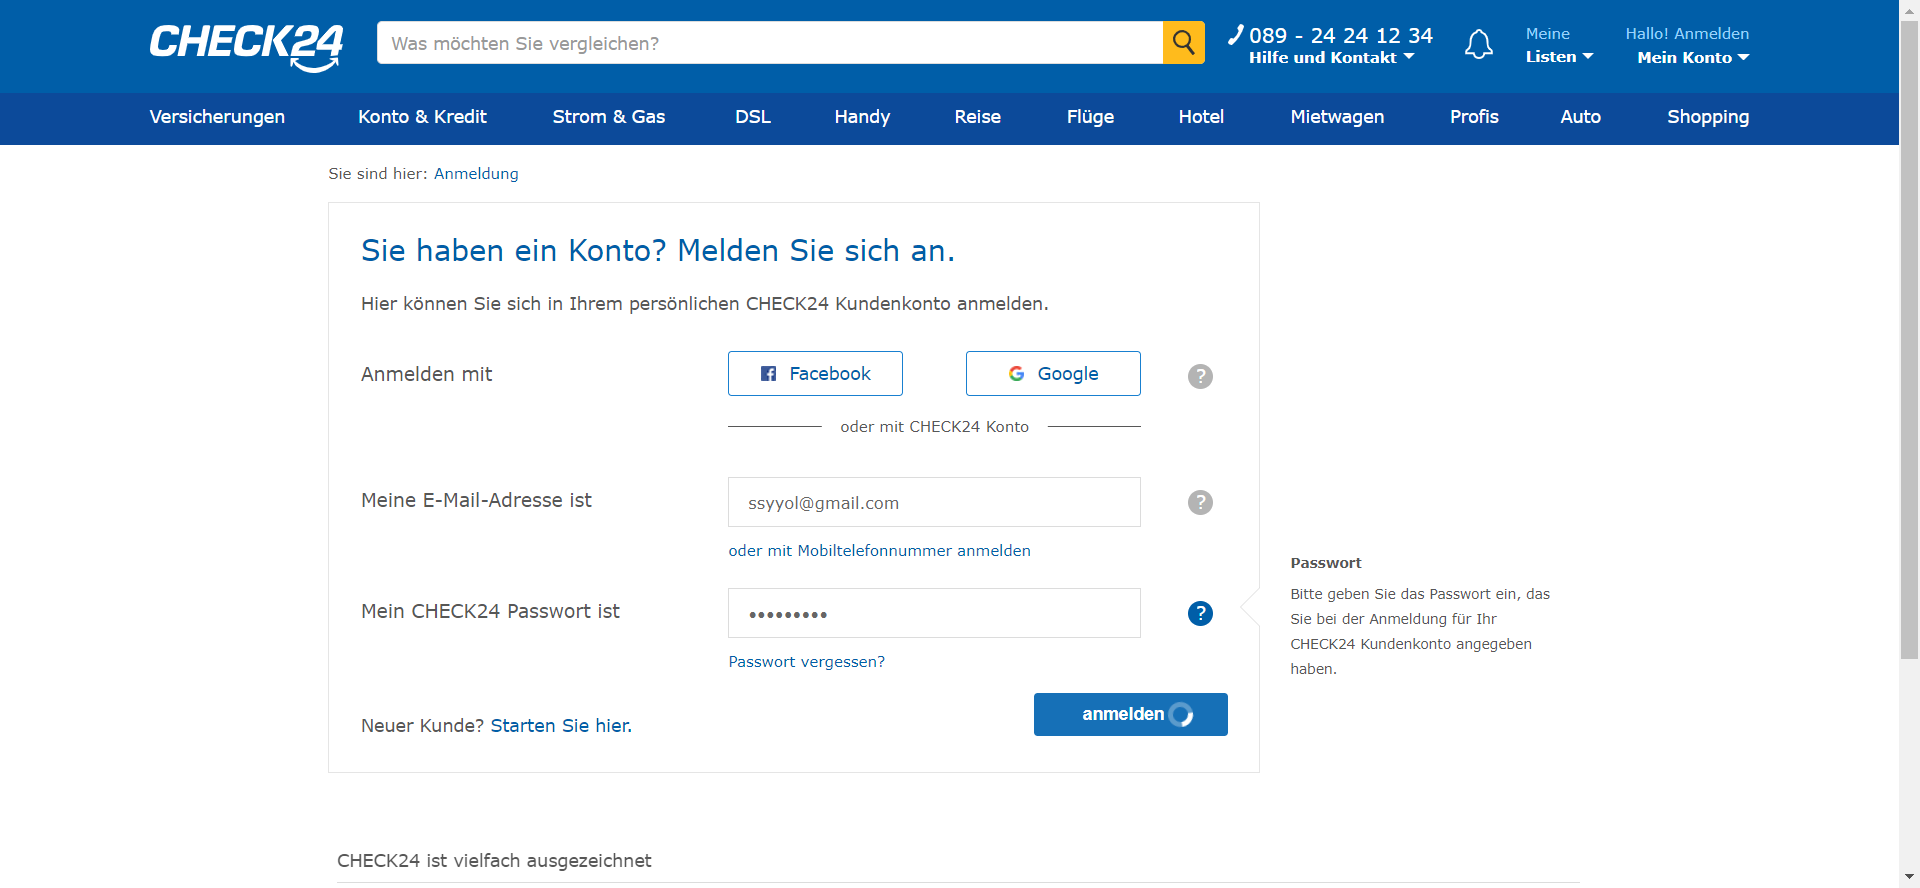 CHECK24
Was möchten Sie vergleichen?
089 - 24 24 12 34
Hilfe und Kontakt
Meine
Listen
Hallo! Anmelden
Mein Konto
Versicherungen Konto & Kredit Strom & Gas DSL Handy Reise Flüge Hotel Mietwagen Profis Auto Shopping
Sie sind hier: Anmeldung
Sie haben ein Konto? Melden Sie sich an.
Hier können Sie sich in Ihrem persönlichen CHECK24 Kundenkonto anmelden.
Anmelden mit Facebook Google ?
oder mit CHECK24 Konto
Meine E-Mail-Adresse ist ssyyol@gmail.com ?
oder mit Mobiltelefonnummer anmelden
Mein CHECK24 Passwort ist ••••••••• ?
Passwort vergessen?
Neuer Kunde? Starten Sie hier.
anmelden
Passwort
Bitte geben Sie das Passwort ein, das
Sie bei der Anmeldung für Ihr
CHECK24 Kundenkonto angegeben
haben.
CHECK24 ist vielfach ausgezeichnet